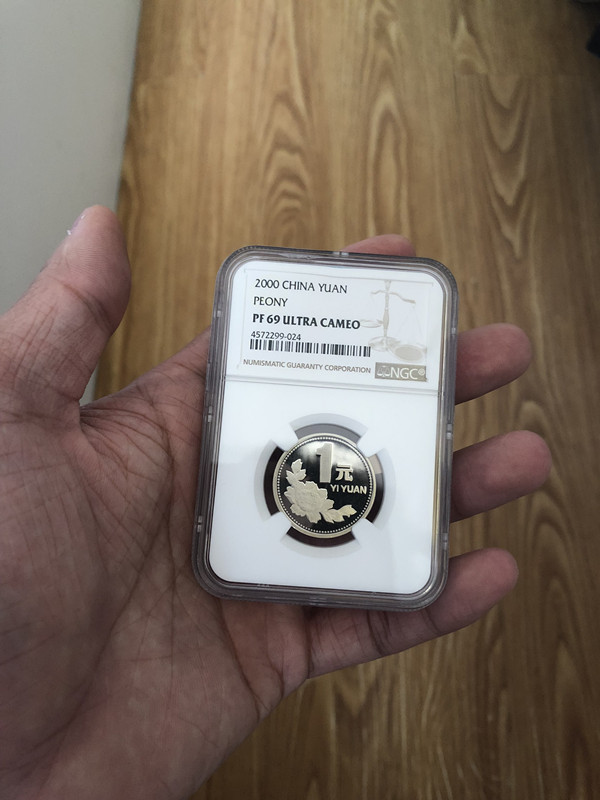 2000 CHINA YUAN
PEONY
PF 69 ULTRA CAMEO
4572299-024
NUMISMATIC GUARANTY CORPORATION NGC
1元
YI YUAN